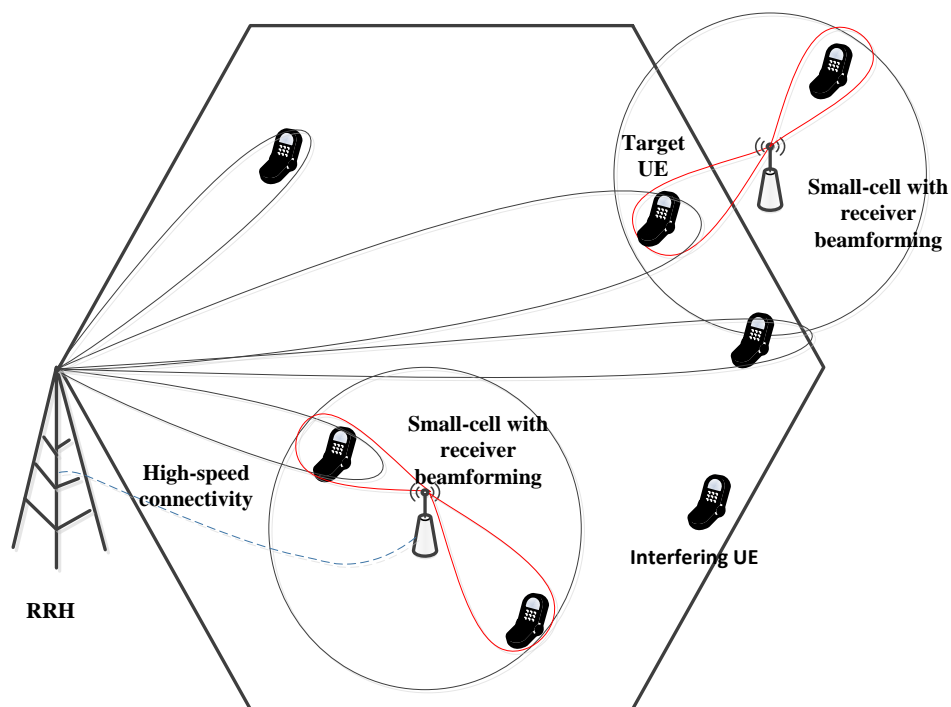 Target
UE
Small-cell with
receiver
beamforming
Small-cell with
receiver
beamforming
High-speed
connectivity
Interfering UE
RRH